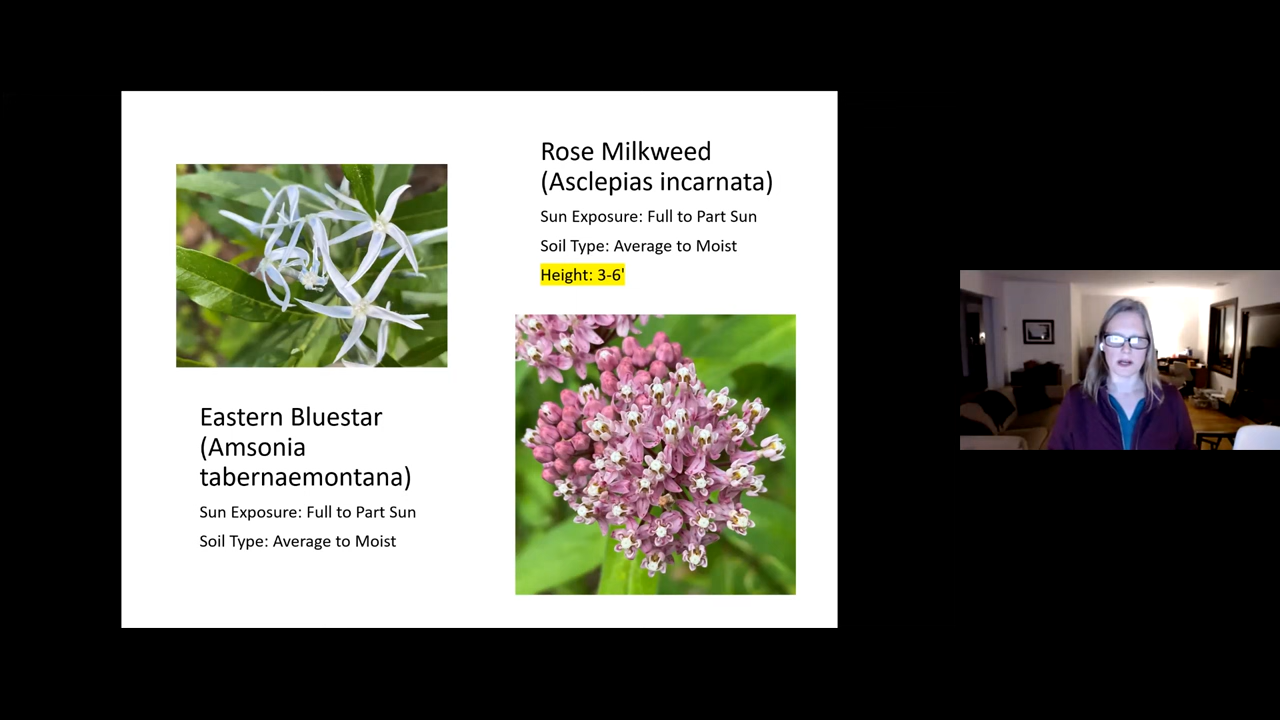 Rose Milkweed
(Asclepias incarnata)
Sun Exposure: Full to Part Sun
Soil Type: Average to Moist
Height: 3-6'
Eastern Bluestar
(Amsonia
tabernaemontana)
Sun Exposure: Full to Part Sun
Soil Type: Average to Moist